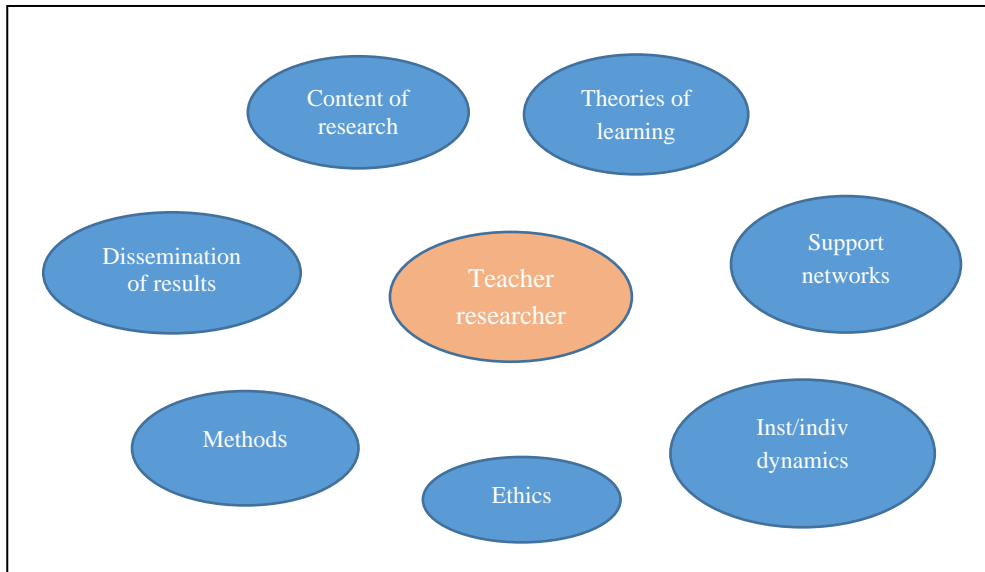 Content of
research
Theories of
learning
Dissemination
of results
Teacher
researcher
Support
networks
Methods
Ethics
Inst/indiv
dynamics